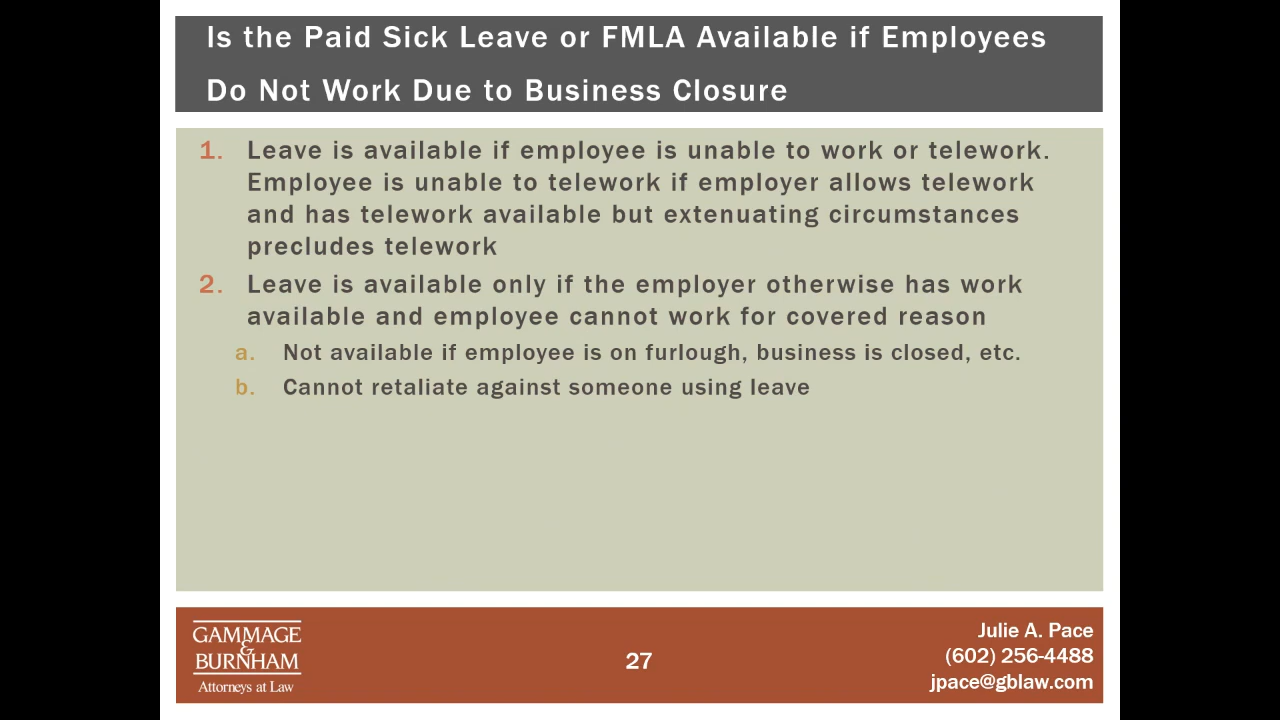 Is the Paid Sick Leave or FMLA Available if Employees
Do Not Work Due to Business Closure
1. Leave is available if employee is unable to work or telework.
Employee is unable to telework if employer allows telework
and has telework available but extenuating circumstances
precludes telework
2. Leave is available only if the employer otherwise has work
available and employee cannot work for covered reason
a. Not available if employee is on furlough, business is closed, etc.
b. Cannot retaliate against someone using leave
GAMMAGE
&
BURNHAM
Attorneys at Law
27
Julie A. Pace
(602) 256-4488
jpace@gblaw.com